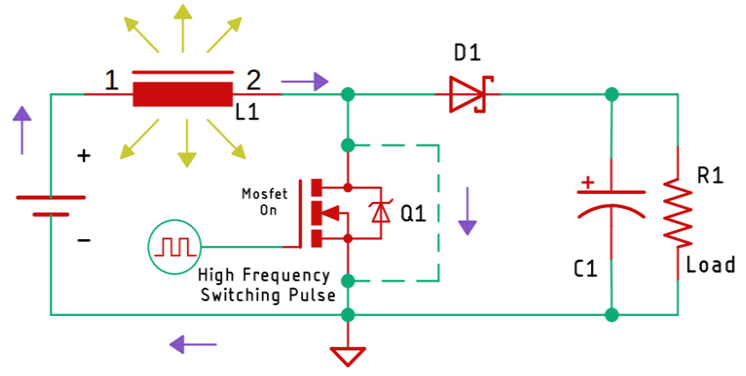 D1
1
2
L1
+
Mosfet
On
Q1
+
R1
−
High Frequency
Switching Pulse
C1
Load